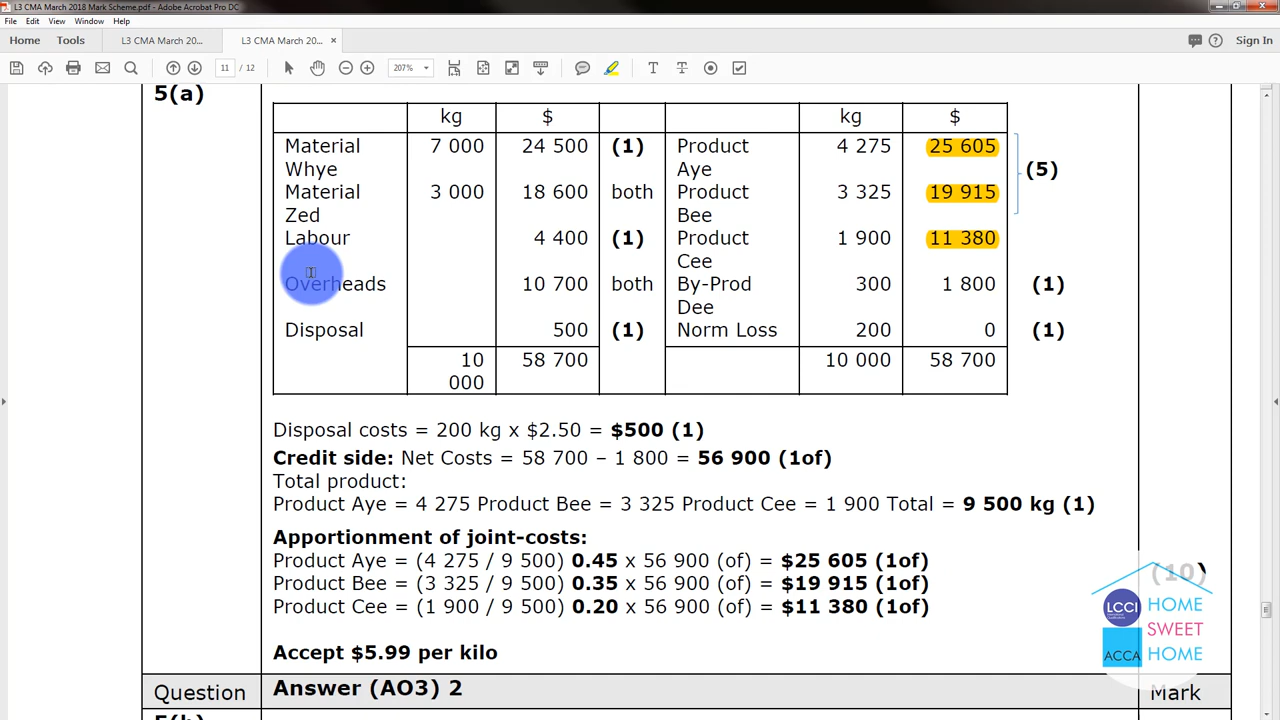 L3 CMA March 2018 Mark Scheme.pdf - Adobe Acrobat Pro DC
File Edit View Window Help
Home Tools L3 CMA March 20... L3 CMA March 20... × Sign In
11 / 12 207%
5(a)
kg $ kg $
Material 7 000 24 500 (1) Product 4 275 25 605
Whye Aye (5)
Material 3 000 18 600 both Product 3 325 19 915
Zed Bee
Labour 4 400 (1) Product 1 900 11 380
Cee
Overheads 10 700 both By-Prod 300 1 800 (1)
Dee
Disposal 500 (1) Norm Loss 200 0 (1)
10 58 700 10 000 58 700
000
Disposal costs = 200 kg x $2.50 = $500 (1)
Credit side: Net Costs = 58 700 – 1 800 = 56 900 (1of)
Total product:
Product Aye = 4 275 Product Bee = 3 325 Product Cee = 1 900 Total = 9 500 kg (1)
Apportionment of joint-costs:
Product Aye = (4 275 / 9 500) 0.45 x 56 900 (of) = $25 605 (1of)
Product Bee = (3 325 / 9 500) 0.35 x 56 900 (of) = $19 915 (1of)
Product Cee = (1 900 / 9 500) 0.20 x 56 900 (of) = $11 380 (1of)
(10)
Accept $5.99 per kilo
LCCI HOME
SWEET
ACCA HOME
Question Answer (AO3) 2 Mark
5(b)